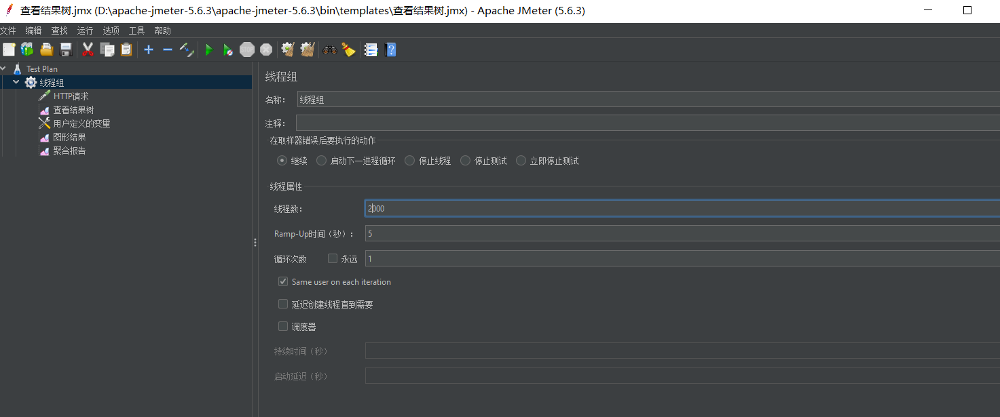 查看结果树.jmx (D:\apache-jmeter-5.6.3\apache-jmeter-5.6.3\bin\templates\查看结果树.jmx) - Apache JMeter (5.6.3)
文件 编辑 查找 运行 选项 工具 帮助
Test Plan
线程组
HTTP请求
查看结果树
用户定义的变量
图形结果
聚合报告
线程组
名称： 线程组
注释：
在取样器错误后要执行的动作
继续 启动下一进程循环 停止线程 停止测试 立即停止测试
线程属性
线程数： 2000
Ramp-Up时间（秒）： 5
循环次数 永远 1
Same user on each iteration
延迟创建线程直到需要
调度器
持续时间（秒）
启动延迟（秒）